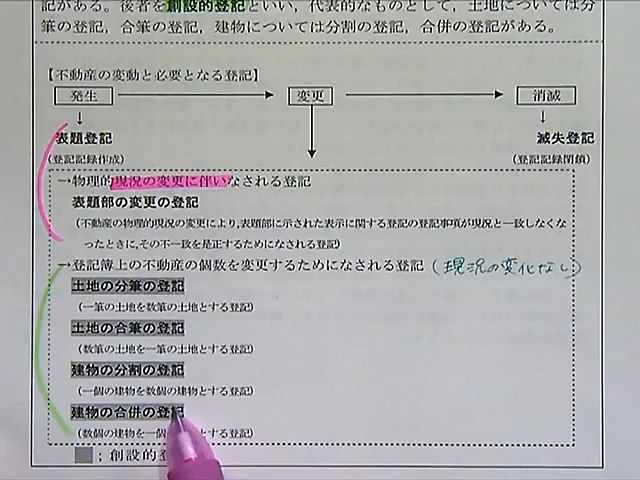 記がある。後者を創設的登記といい，代表的なものとして，土地については分
筆の登記，合筆の登記，建物については分割の登記，合併の登記がある。
【不動産の変動と必要となる登記】
発生 → 変更 → 消滅
↓ ↓ ↓
表題登記 滅失登記
(登記記録作成) (登記記録閉鎖)
→物理的現況の変更に伴いなされる登記
表題部の変更の登記
(不動産の物理的現況の変更により，表題部に示された表示に関する登記の登記事項が現況と一致しなくな
ったときに，その不一致を是正するためになされる登記)
→登記簿上の不動産の個数を変更するためになされる登記（現況の変化なし）
土地の分筆の登記
(一筆の土地を数筆の土地とする登記)
土地の合筆の登記
(数筆の土地を一筆の土地とする登記)
建物の分割の登記
(一個の建物を数個の建物とする登記)
建物の合併の登記
(数個の建物を一個 とする登記)
；創設的